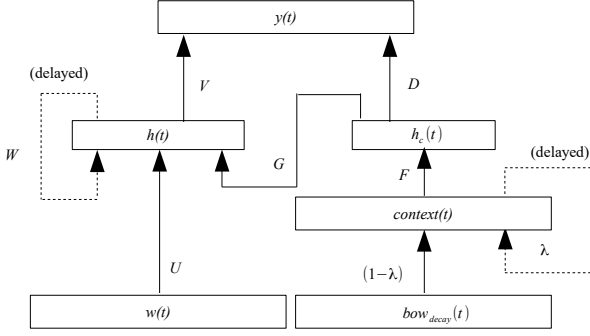 y(t)
(delayed)
V
D
W
h(t)
h_c(t)
(delayed)
G
F
context(t)
U
(1−λ)
λ
w(t)
bow_decay(t)